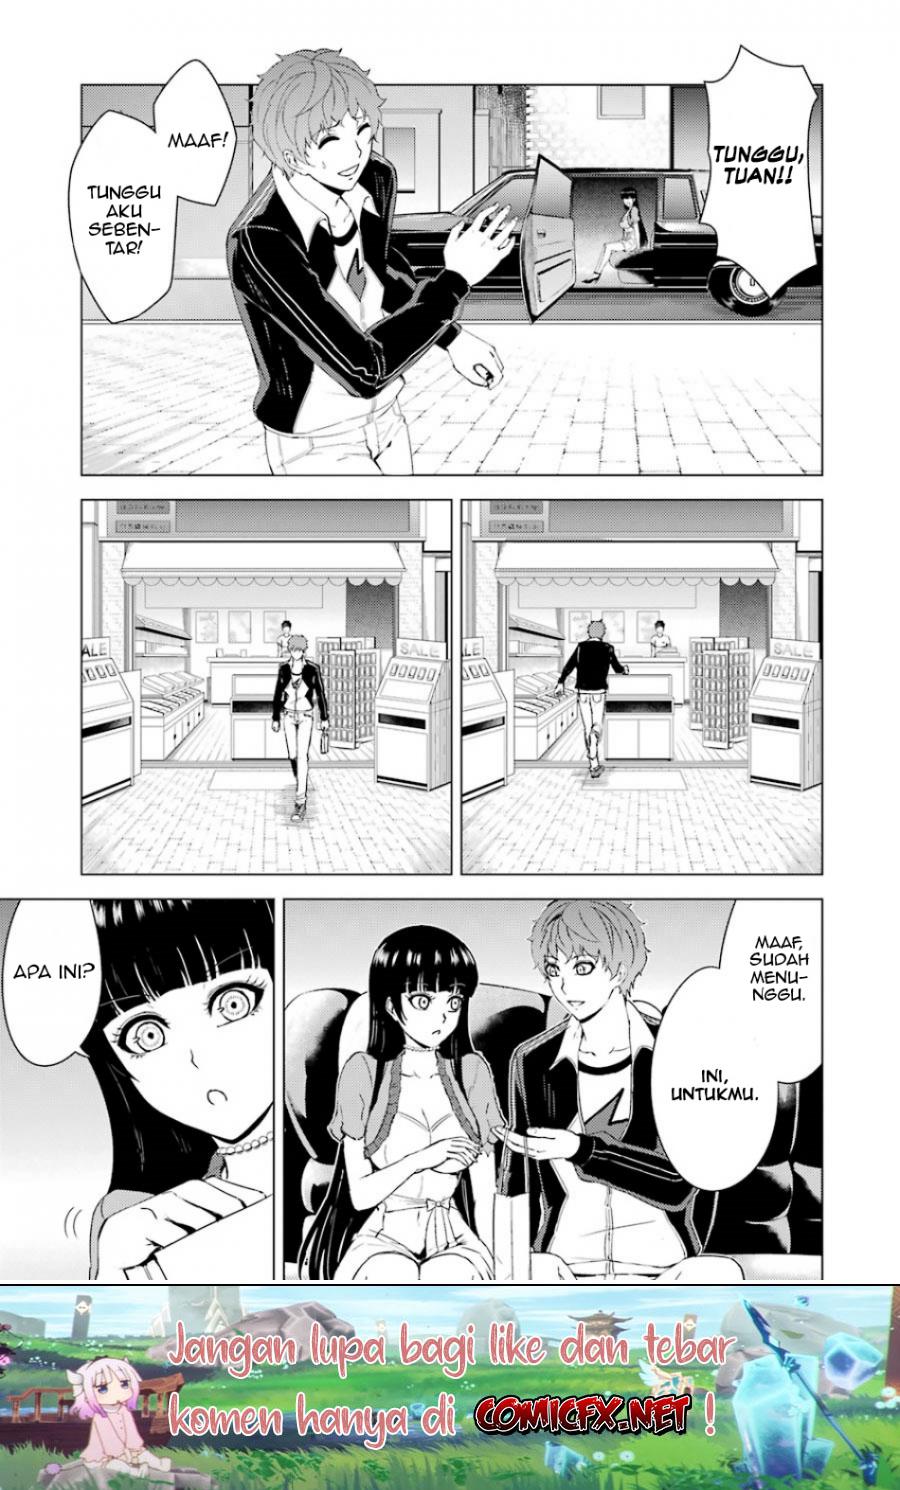 TUNGGU,
TUAN!!
MAAF!
TUNGGU
AKU
SEBEN-
TAR!
SALE
SALE
SALE
MAAF,
SUDAH
MENU-
NGGU.
INI,
UNTUKMU.
APA INI?
Jangan lupa bagi like dan tebar
komen hanya di COMICFX.NET !